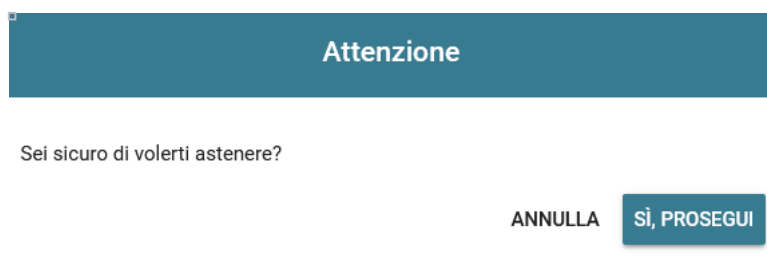 Attenzione
Sei sicuro di volerti astenere?
ANNULLA SÌ, PROSEGUI